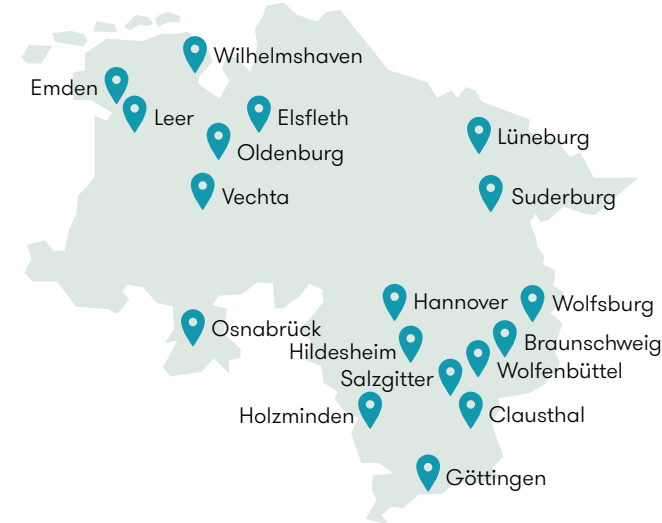 Wilhelmshaven
Emden
Leer
Elsfleth
Oldenburg
Lüneburg
Vechta
Suderburg
Hannover
Wolfsburg
Osnabrück
Braunschweig
Hildesheim
Wolfenbüttel
Salzgitter
Holzminden
Clausthal
Göttingen